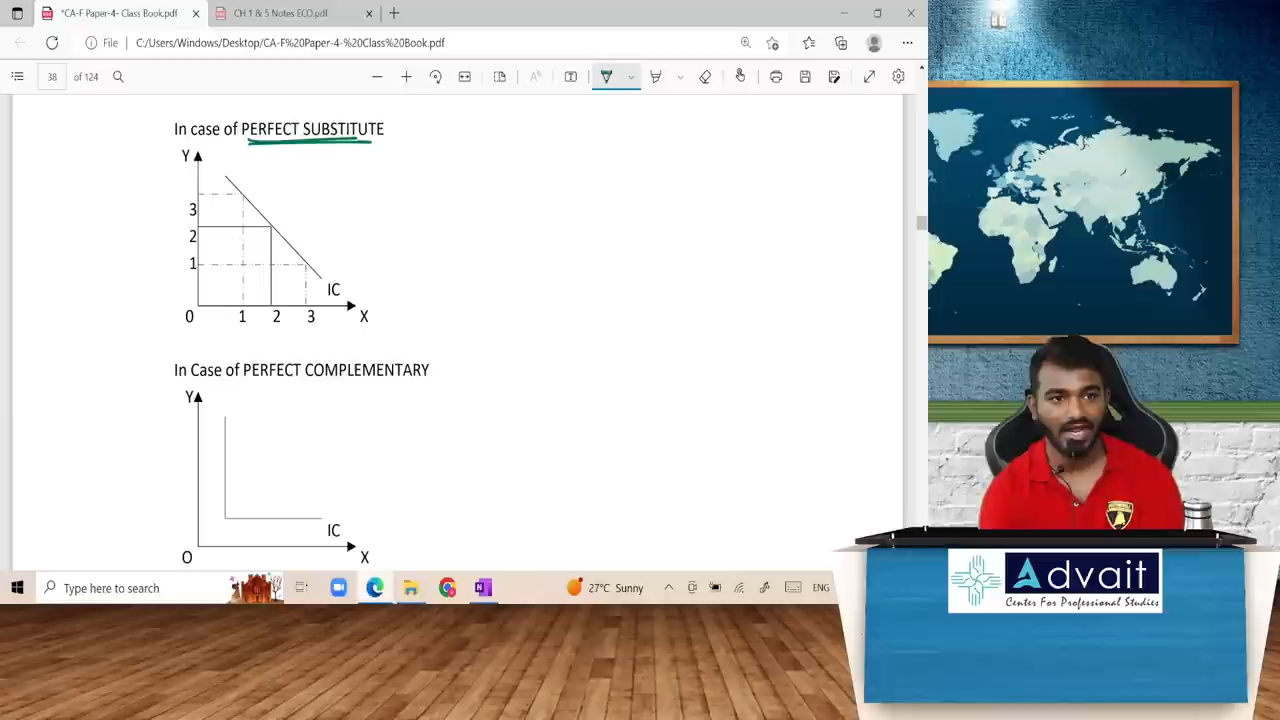 *CA-F Paper-4- Class Book.pdf
CH.1 & 5 Notes ECO.pdf
File
C:/Users/Windows/Desktop/CA-F%20Paper-4-%20Class%20Book.pdf
38
of 124
In case of PERFECT SUBSTITUTE
Y
3
2
1
IC
0
1
2
3
X
In Case of PERFECT COMPLEMENTARY
Y
IC
O
X
Type here to search
27°C Sunny
ENG
Advait
Center For Professional Studies